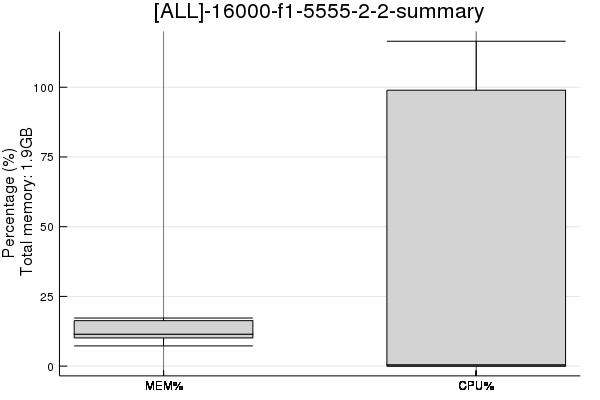 [ALL]-16000-f1-5555-2-2-summary
Percentage (%)
Total memory: 1.9GB
100
75
50
25
0
MEM%
CPU%